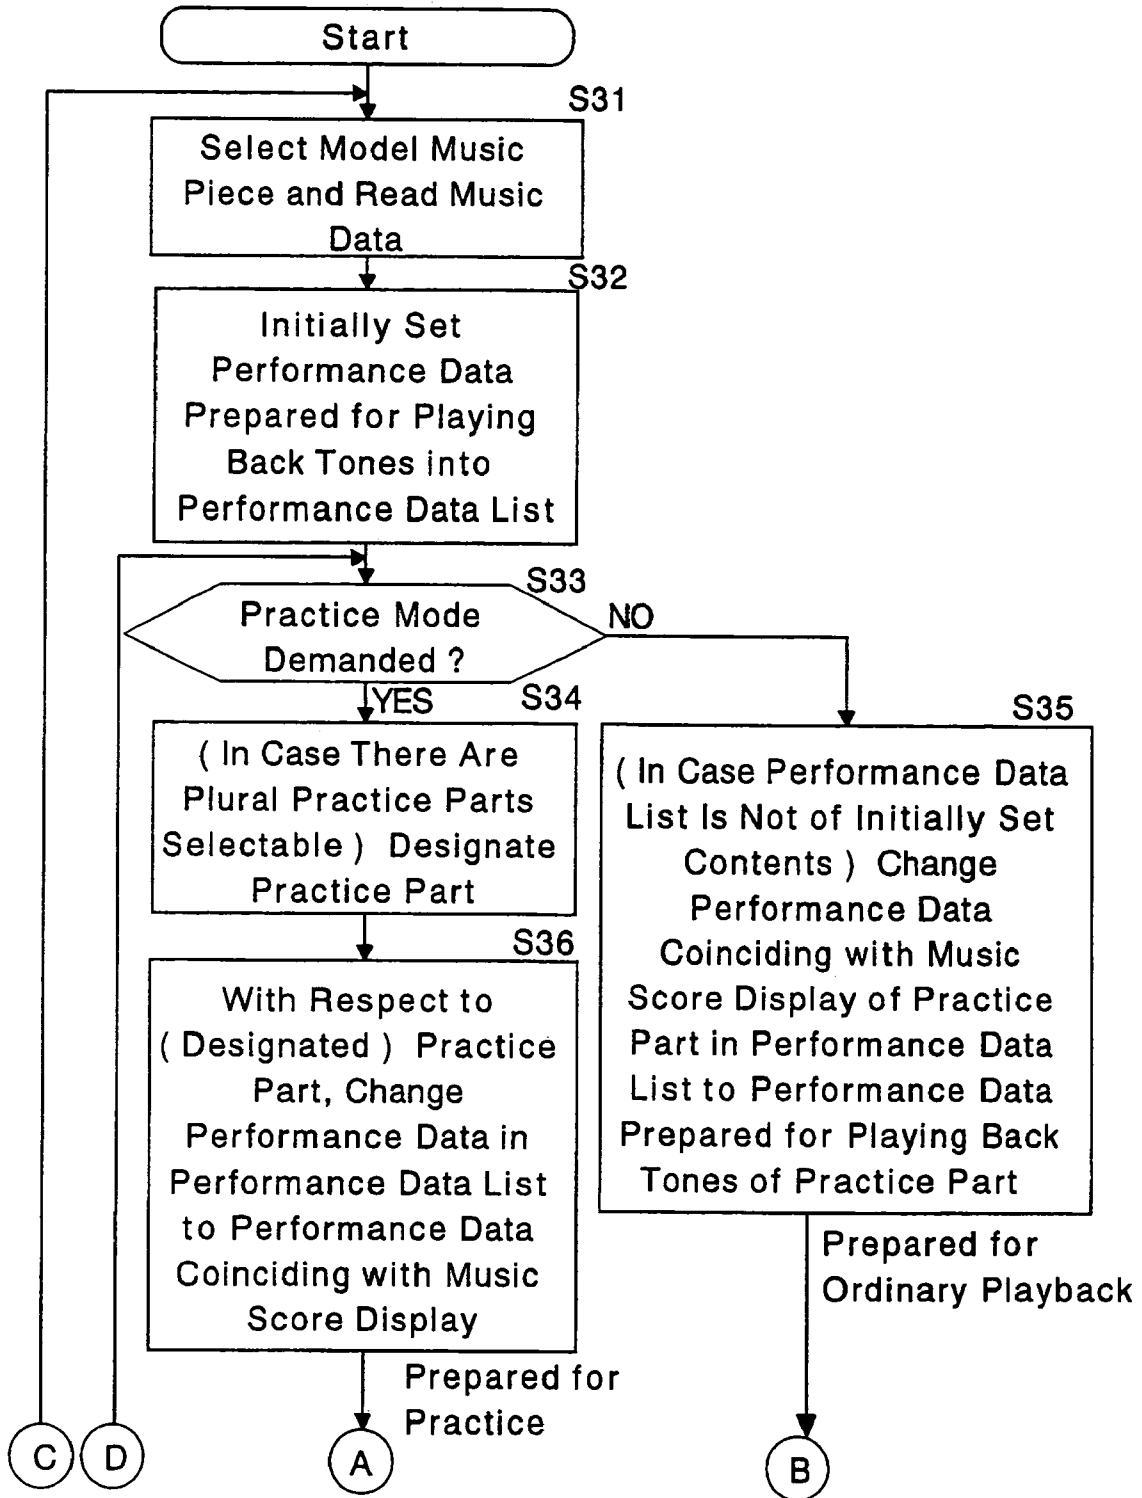 Start
S31
Select Model Music
Piece and Read Music
Data
S32
Initially Set
Performance Data
Prepared for Playing
Back Tones into
Performance Data List
S33
Practice Mode
Demanded ?
NO
YES
S34
( In Case There Are
Plural Practice Parts
Selectable ) Designate
Practice Part
S35
( In Case Performance Data
List Is Not of Initially Set
Contents ) Change
Performance Data
Coinciding with Music
Score Display of Practice
Part in Performance Data
List to Performance Data
Prepared for Playing Back
Tones of Practice Part
S36
With Respect to
( Designated ) Practice
Part, Change
Performance Data in
Performance Data List
to Performance Data
Coinciding with Music
Score Display
Prepared for
Ordinary Playback
Prepared for
Practice
C
D
A
B